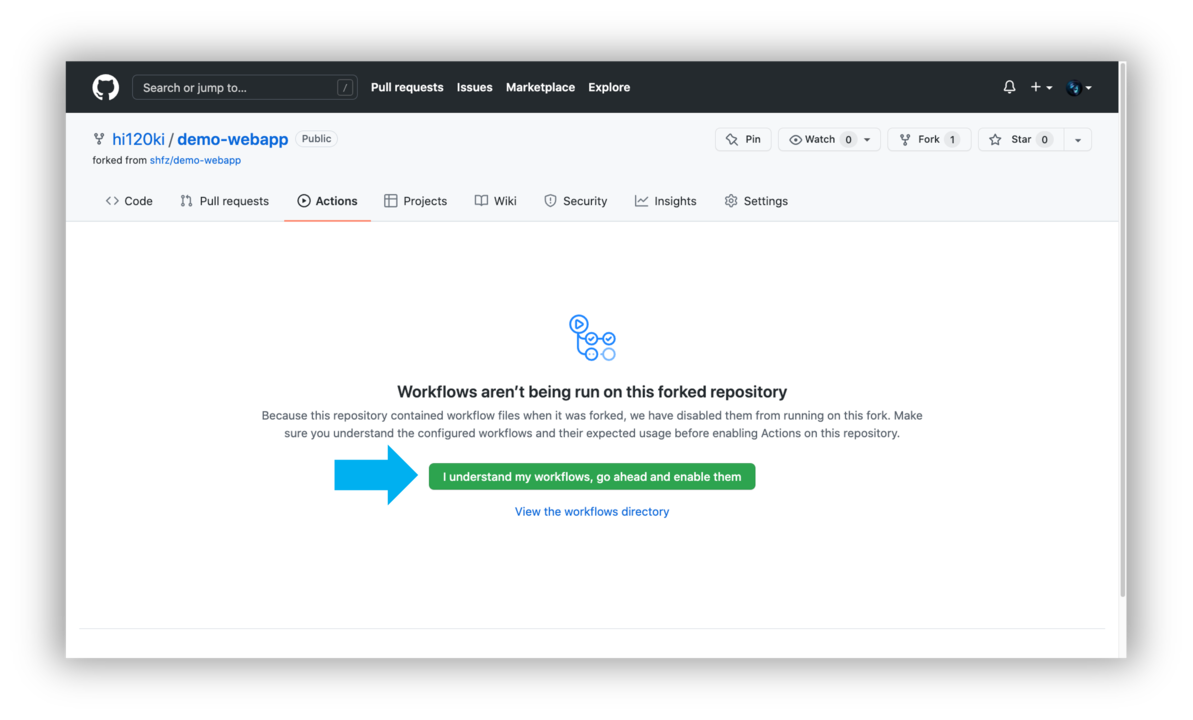 Search or jump to... /
Pull requests Issues Marketplace Explore
hi120ki / demo-webapp Public
forked from shfz/demo-webapp
Pin Watch 0 Fork 1 Star 0
Code Pull requests Actions Projects Wiki Security Insights Settings
Workflows aren’t being run on this forked repository
Because this repository contained workflow files when it was forked, we have disabled them from running on this fork. Make
sure you understand the configured workflows and their expected usage before enabling Actions on this repository.
I understand my workflows, go ahead and enable them
View the workflows directory